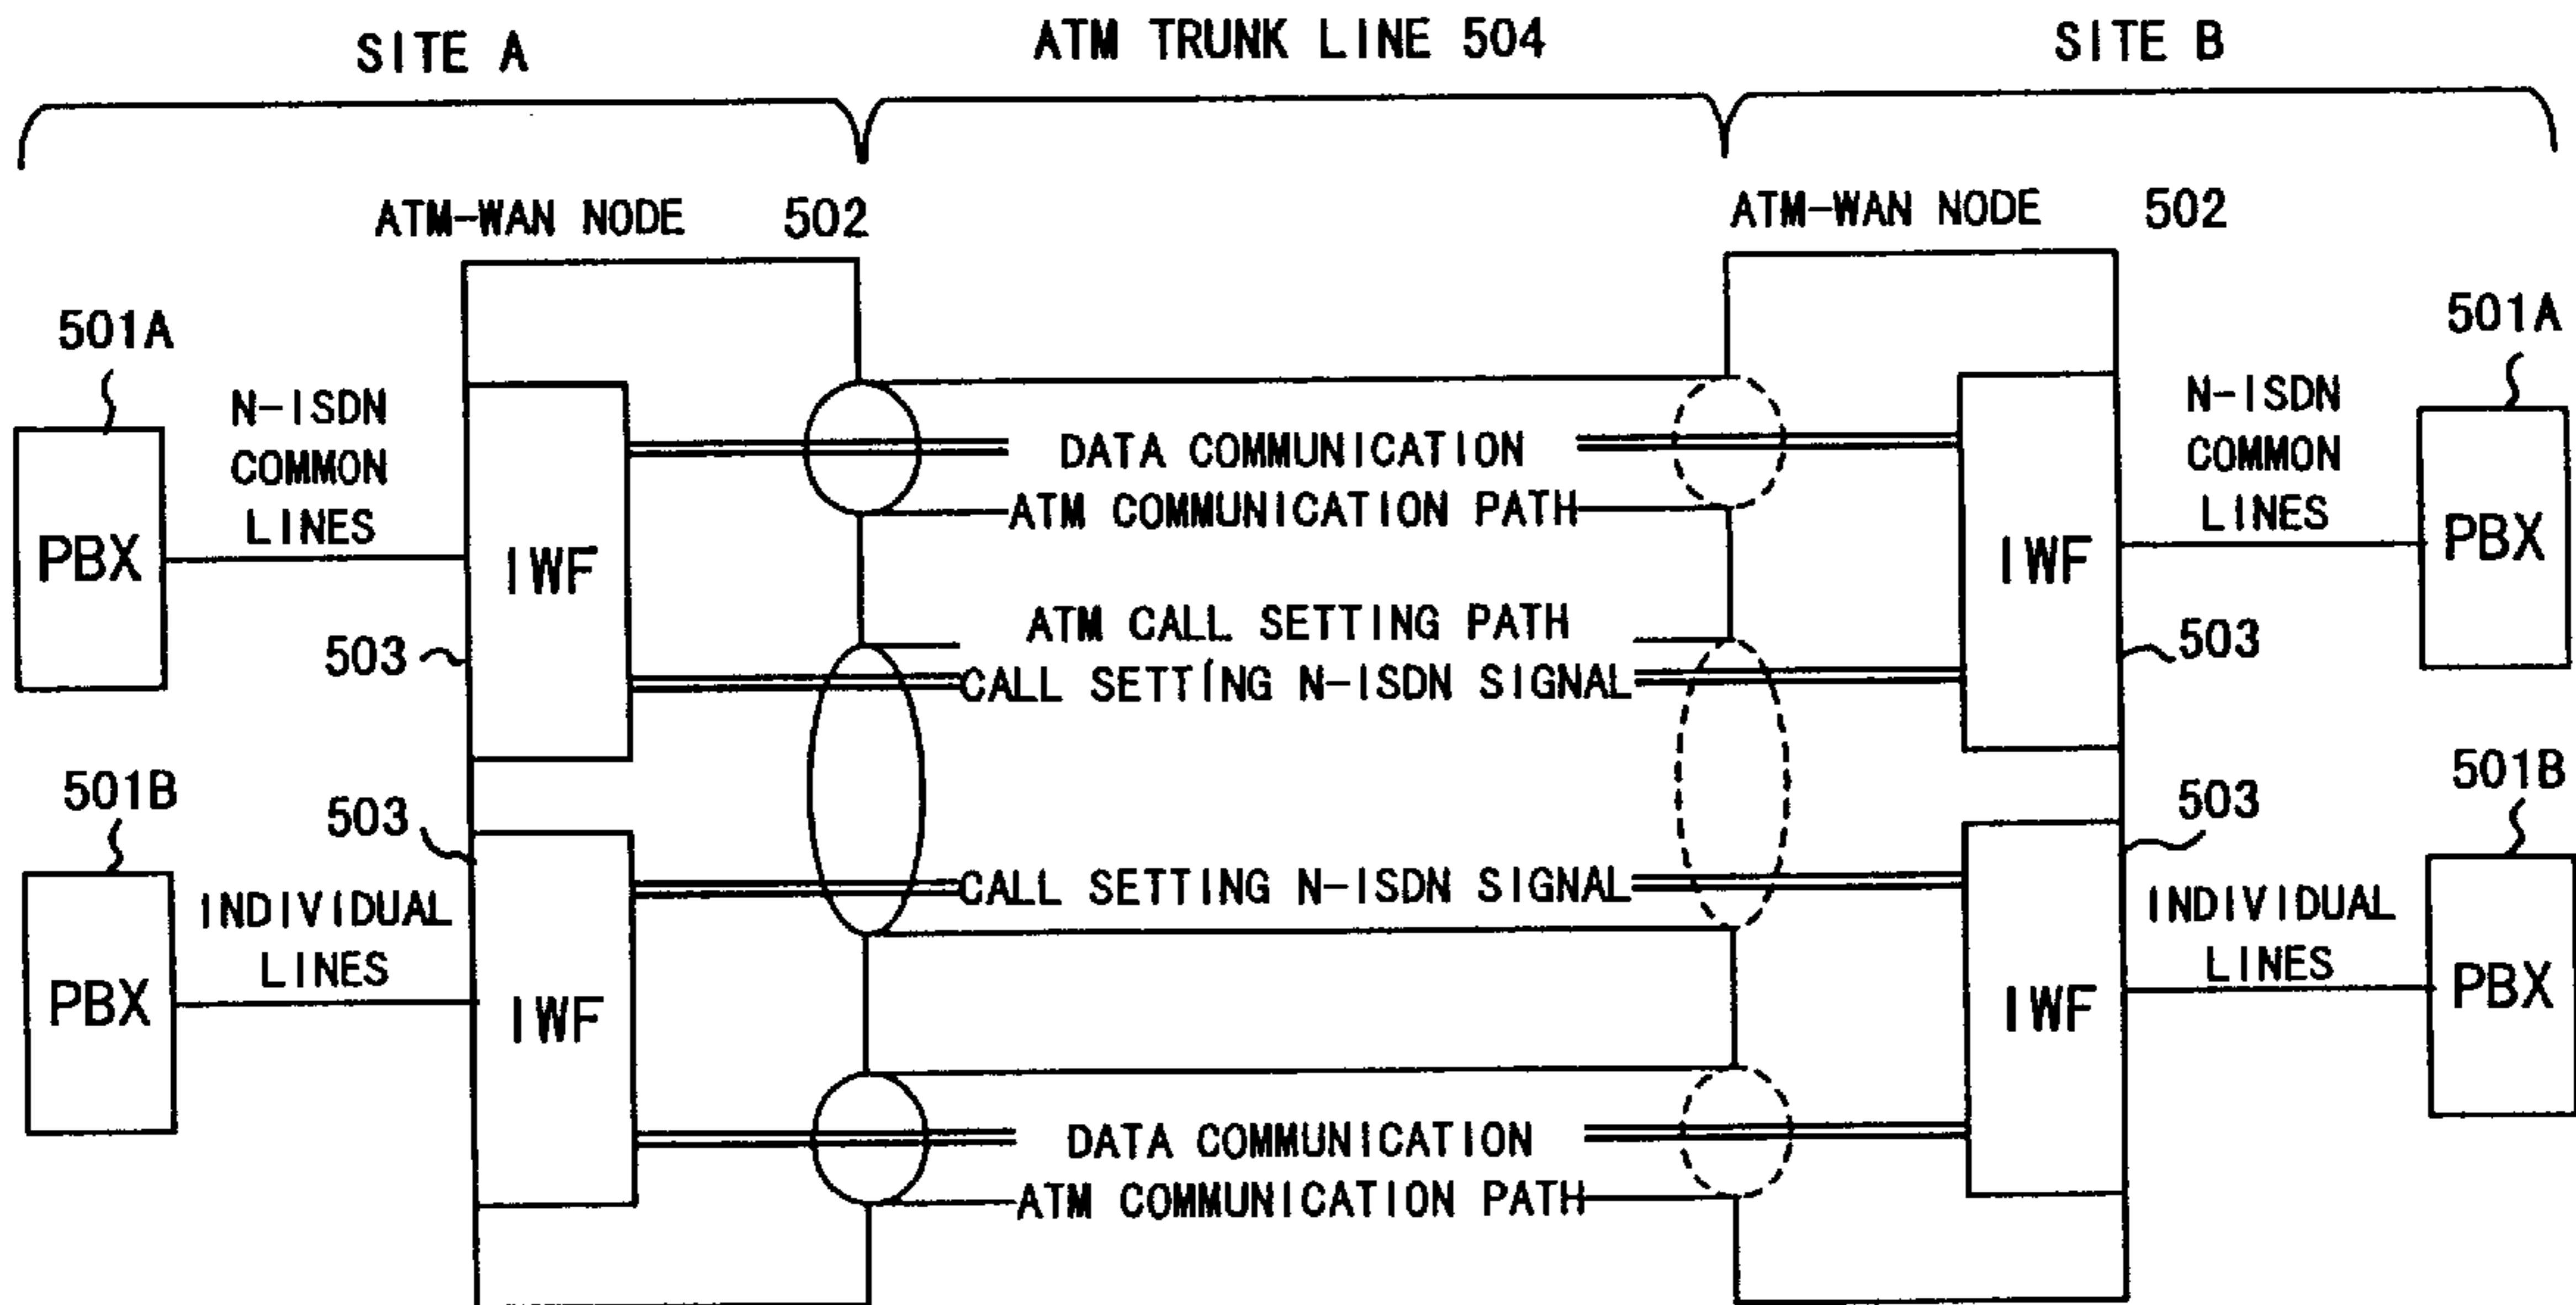 SITE A
ATM TRUNK LINE 504
SITE B
ATM-WAN NODE 502
ATM-WAN NODE 502
501A
N-ISDN
COMMON
LINES
PBX
IWF
503
DATA COMMUNICATION
ATM COMMUNICATION PATH
ATM CALL SETTING PATH
CALL SETTING N-ISDN SIGNAL
IWF
503
N-ISDN
COMMON
LINES
501A
PBX
501B
503
INDIVIDUAL
LINES
PBX
IWF
CALL SETTING N-ISDN SIGNAL
DATA COMMUNICATION
ATM COMMUNICATION PATH
IWF
503
INDIVIDUAL
LINES
501B
PBX